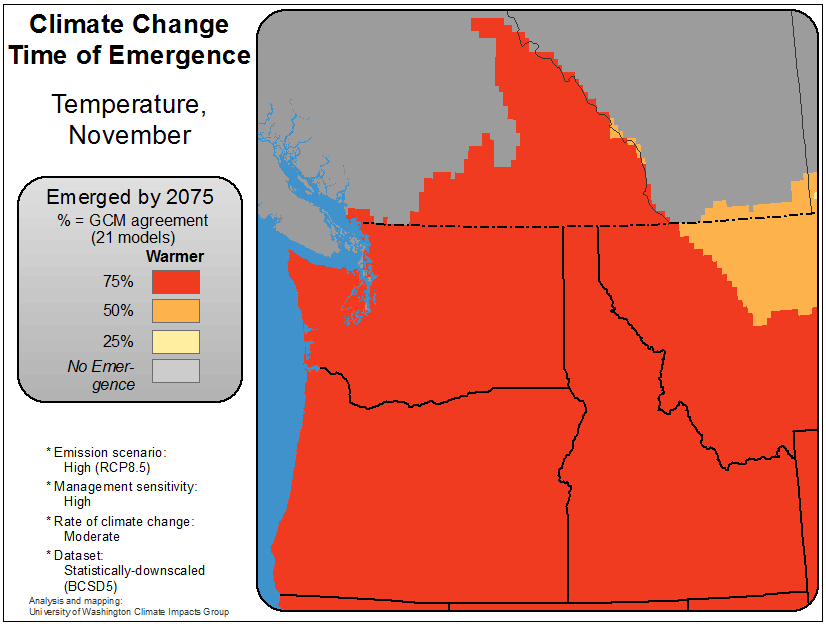 Climate Change
Time of Emergence
Temperature,
November
Emerged by 2075
% = GCM agreement
(21 models)
Warmer
75%
50%
25%
No Emer-
gence
* Emission scenario:
High (RCP8.5)
* Management sensitivity:
High
* Rate of climate change:
Moderate
* Dataset:
Statistically-downscaled
(BCSD5)
Analysis and mapping:
University of Washington Climate Impacts Group